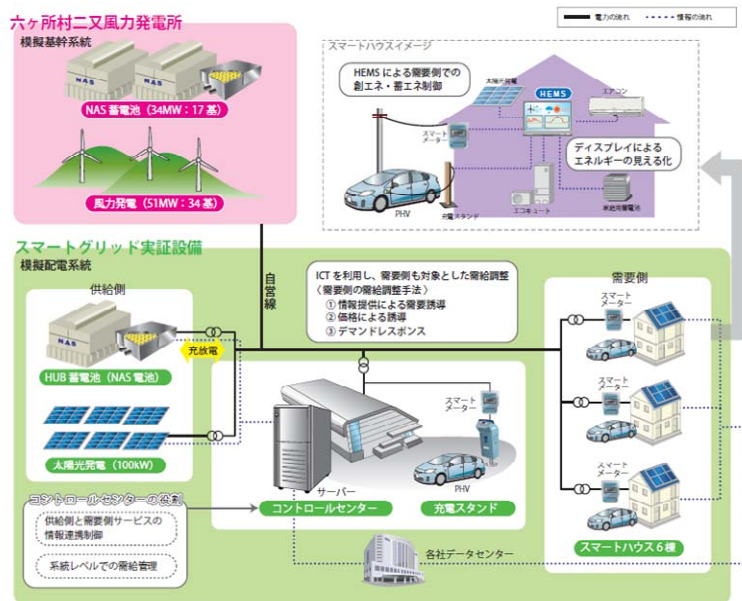 六ヶ所村二又風力発電所
模擬基幹系統
NAS
NAS
NAS 蓄電池（34MW：17 基）
風力発電（51MW：34 基）
電力の流れ
情報の流れ
スマートハウスイメージ
HEMS による需要側での
創エネ・蓄エネ制御
太陽光発電
HEMS
エアコン
スマート
メーター
ディスプレイによる
エネルギーの見える化
PHV
充電スタンド
エコキュート
家庭用蓄電池
スマートグリッド実証設備
模擬配電系統
自営線
供給側
NAS
充放電
HUB 蓄電池（NAS 電池）
太陽光発電（100kW）
ICT を利用し、需要側も対象とした需給調整
〈需要側の需給調整手法〉
① 情報提供による需要誘導
② 価格による誘導
③ デマンドレスポンス
需要側
スマート
メーター
スマート
メーター
スマート
メーター
スマートハウス 6 棟
スマート
メーター
サーバー
PHV
コントロールセンター
充電スタンド
コントロールセンターの役割
供給側と需要側サービスの
情報連携制御
系統レベルでの需給管理
各社データセンター